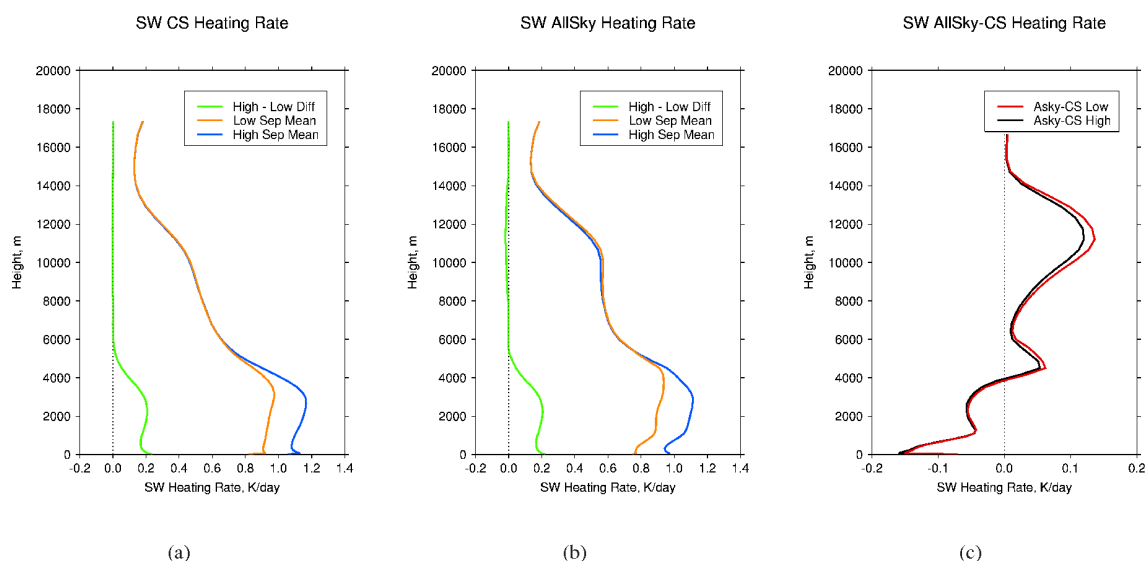 SW CS Heating Rate
20000
18000
16000
14000
12000
10000
8000
6000
4000
2000
0
Height, m
High - Low Diff
Low Sep Mean
High Sep Mean
-0.2 0.0 0.2 0.4 0.6 0.8 1.0 1.2 1.4
SW Heating Rate, K/day
(a)
SW AllSky Heating Rate
20000
18000
16000
14000
12000
10000
8000
6000
4000
2000
0
Height, m
High - Low Diff
Low Sep Mean
High Sep Mean
-0.2 0.0 0.2 0.4 0.6 0.8 1.0 1.2 1.4
SW Heating Rate, K/day
(b)
SW AllSky-CS Heating Rate
20000
18000
16000
14000
12000
10000
8000
6000
4000
2000
0
Height, m
Asky-CS Low
Asky-CS High
-0.2 -0.1 0.0 0.1 0.2
SW Heating Rate, K/day
(c)